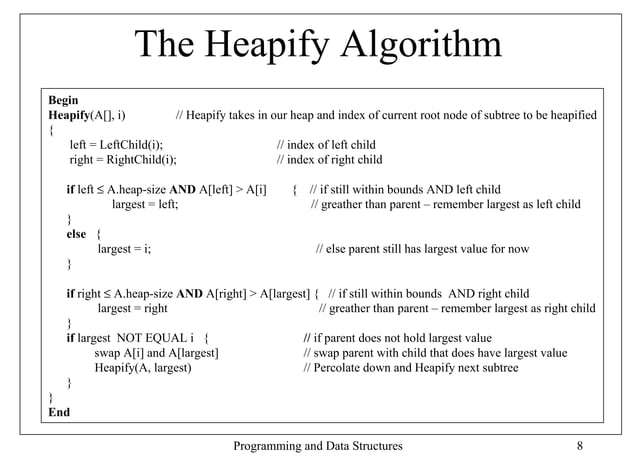 The Heapify Algorithm
Begin
Heapify(A[], i) // Heapify takes in our heap and index of current root node of subtree to be heapified
{
left = LeftChild(i); // index of left child
right = RightChild(i); // index of right child
if left ≤ A.heap-size AND A[left] > A[i] { // if still within bounds AND left child
largest = left; // greather than parent – remember largest as left child
}
else {
largest = i; // else parent still has largest value for now
}
if right ≤ A.heap-size AND A[right] > A[largest] { // if still within bounds AND right child
largest = right // greather than parent – remember largest as right child
}
if largest NOT EQUAL i { // if parent does not hold largest value
swap A[i] and A[largest] // swap parent with child that does have largest value
Heapify(A, largest) // Percolate down and Heapify next subtree
}
}
End
Programming and Data Structures 8